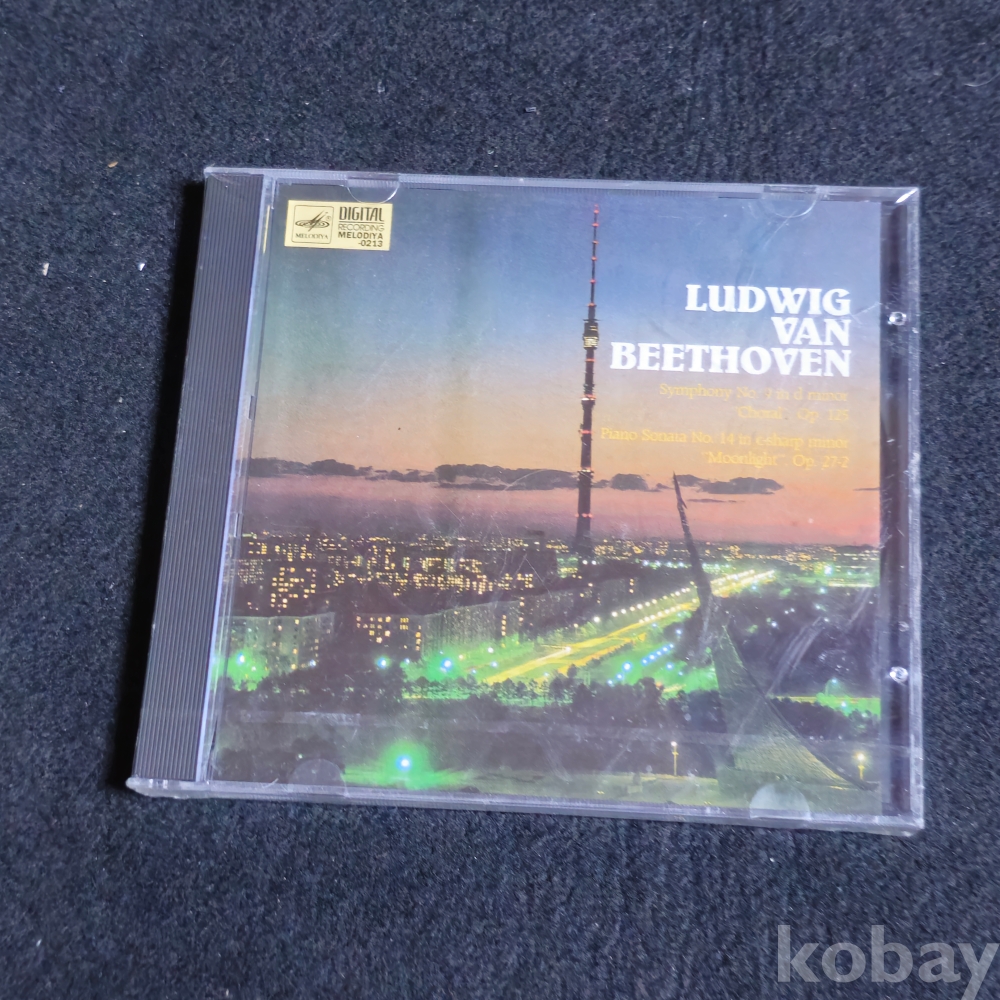 MELODIYA
DIGITAL
RECORDING
MELODIYA
-0213
LUDWIG
VAN
BEETHOVEN
Symphony No. 9 in d minor
"Choral", Op. 125
Piano Sonata No. 14 in c-sharp minor
"Moonlight", Op. 27-2
kobay